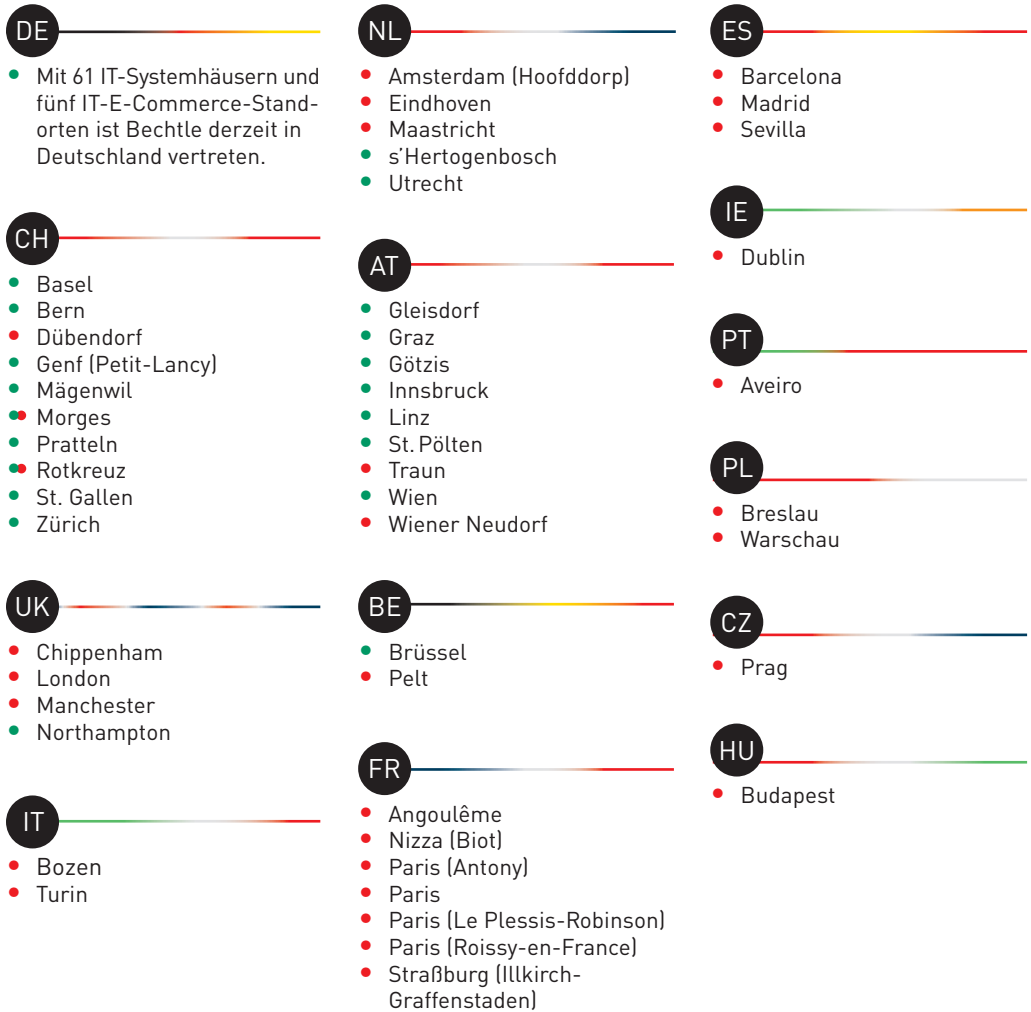 DE
Mit 61 IT-Systemhäusern und
fünf IT-E-Commerce-Stand-
orten ist Bechtle derzeit in
Deutschland vertreten.
CH
Basel
Bern
Dübendorf
Genf (Petit-Lancy)
Mägenwil
Morges
Pratteln
Rotkreuz
St. Gallen
Zürich
UK
Chippenham
London
Manchester
Northampton
IT
Bozen
Turin
NL
Amsterdam (Hoofddorp)
Eindhoven
Maastricht
s'Hertogenbosch
Utrecht
AT
Gleisdorf
Graz
Götzis
Innsbruck
Linz
St. Pölten
Traun
Wien
Wiener Neudorf
BE
Brüssel
Pelt
FR
Angoulême
Nizza (Biot)
Paris (Antony)
Paris
Paris (Le Plessis-Robinson)
Paris (Roissy-en-France)
Straßburg (Illkirch-
Graffenstaden)
ES
Barcelona
Madrid
Sevilla
IE
Dublin
PT
Aveiro
PL
Breslau
Warschau
CZ
Prag
HU
Budapest